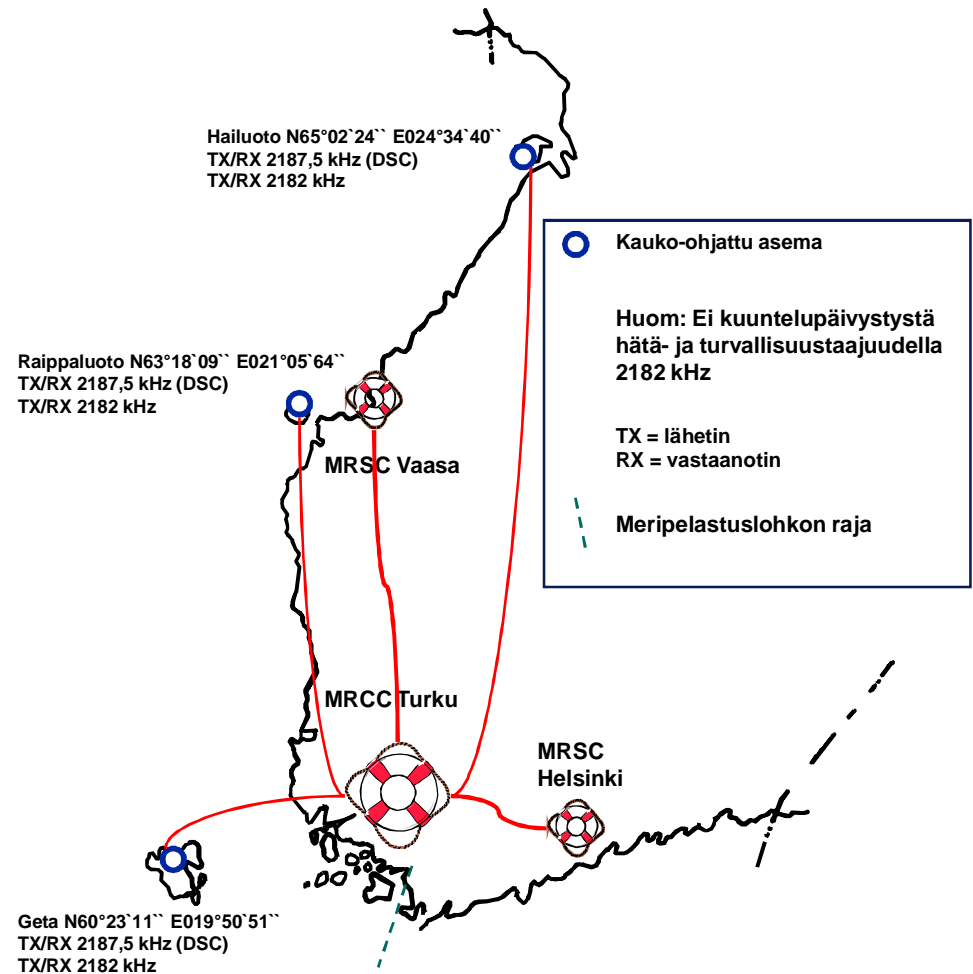 Hailuoto N65°02`24`` E024°34`40``
TX/RX 2187,5 kHz (DSC)
TX/RX 2182 kHz
Kauko-ohjattu asema
Huom: Ei kuuntelupäivystystä
hätä- ja turvallisuustaajuudella
2182 kHz
TX = lähetin
RX = vastaanotin
Meripelastuslohkon raja
Raippaluoto N63°18`09`` E021°05`64``
TX/RX 2187,5 kHz (DSC)
TX/RX 2182 kHz
MRSC Vaasa
MRCC Turku
MRSC
Helsinki
Geta N60°23`11`` E019°50`51``
TX/RX 2187,5 kHz (DSC)
TX/RX 2182 kHz